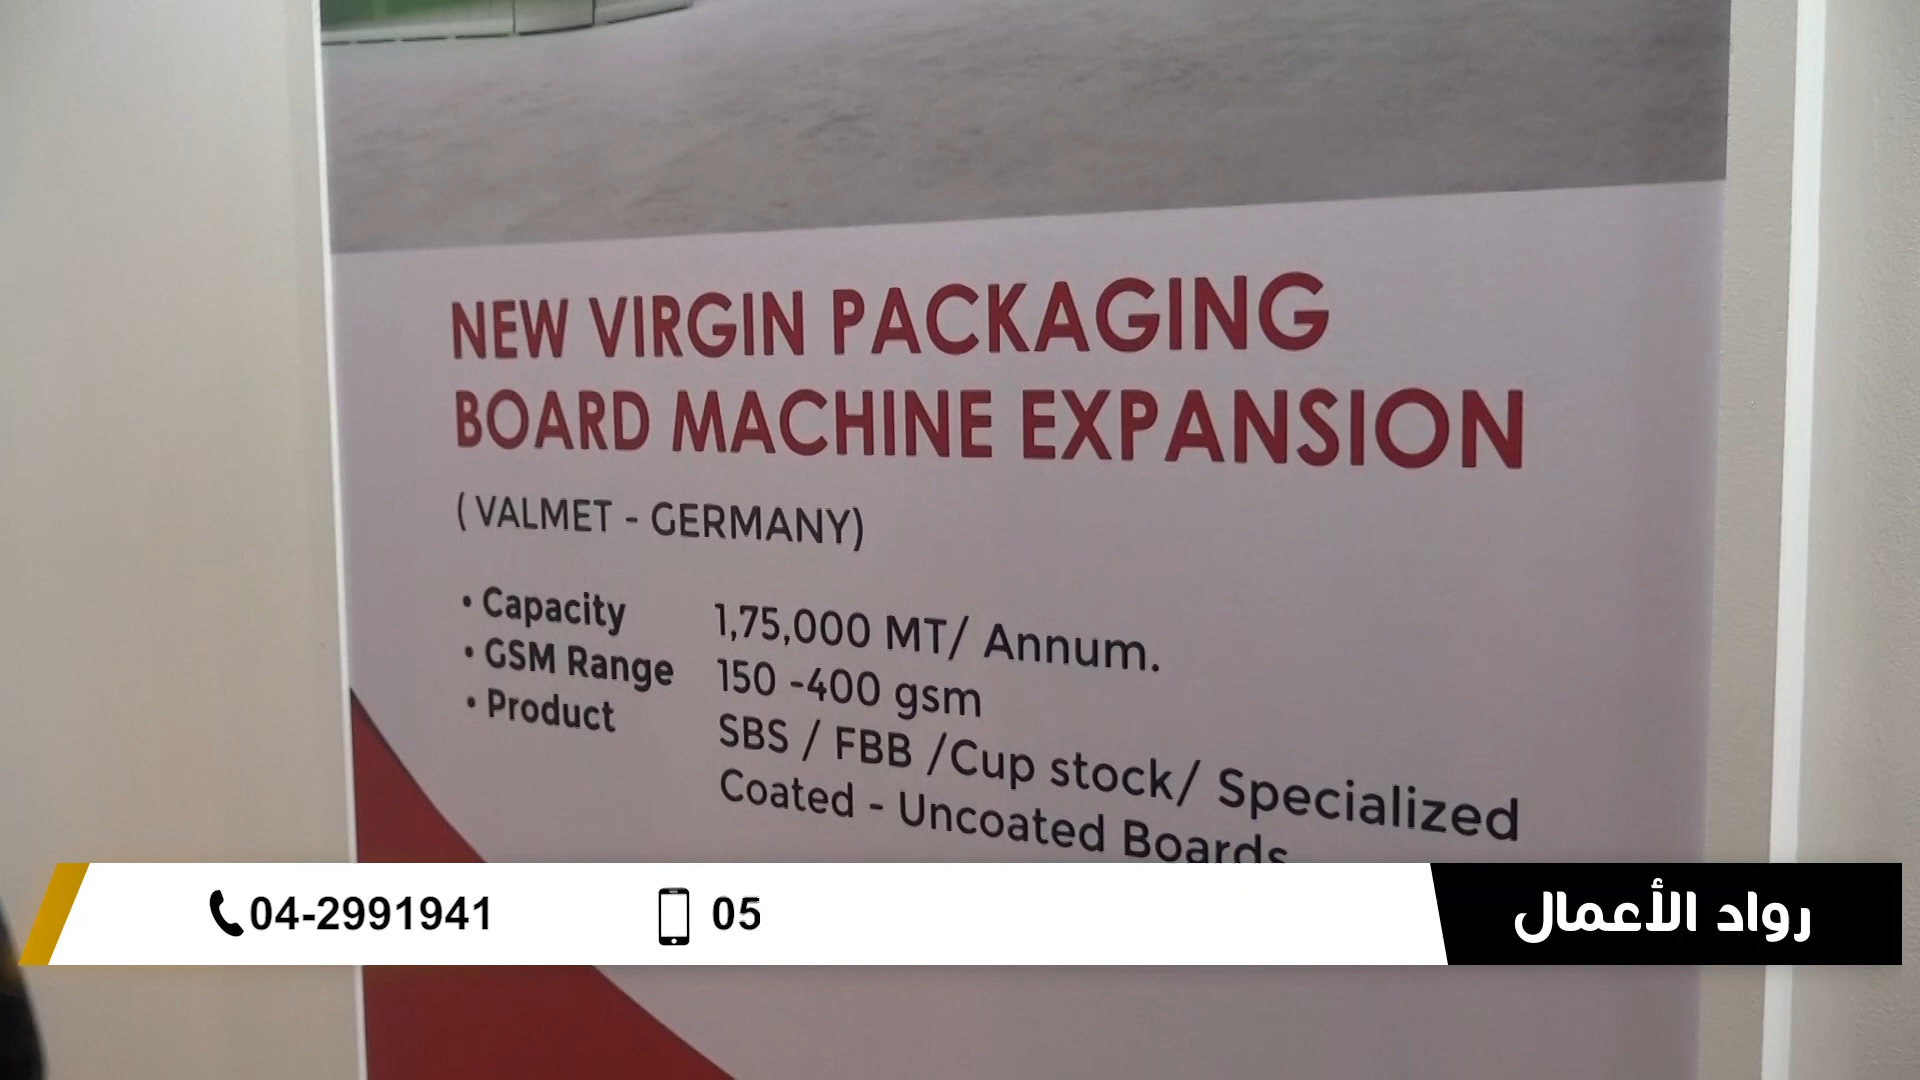 NEW VIRGIN PACKAGING
BOARD MACHINE EXPANSION
( VALMET - GERMANY)
• Capacity 1,75,000 MT/ Annum.
• GSM Range 150 -400 gsm
• Product SBS / FBB /Cup stock/ Specialized
Coated - Uncoated Boards
04-2991941 05 رواد الأعمال